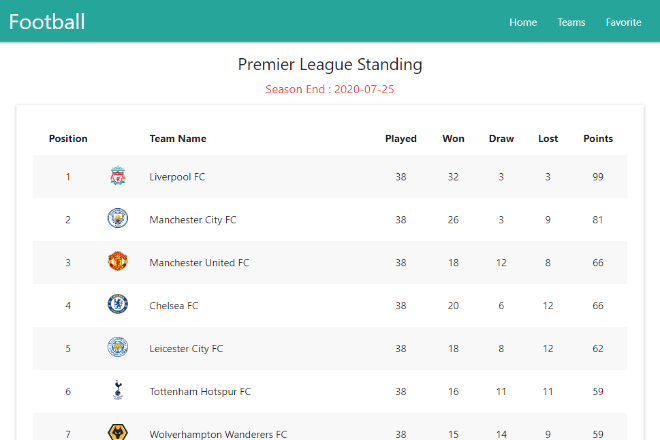 Football Home Teams Favorite
Premier League Standing
Season End : 2020-07-25
Position Team Name Played Won Draw Lost Points
1 Liverpool FC 38 32 3 3 99
2 Manchester City FC 38 26 3 9 81
3 Manchester United FC 38 18 12 8 66
4 Chelsea FC 38 20 6 12 66
5 Leicester City FC 38 18 8 12 62
6 Tottenham Hotspur FC 38 16 11 11 59
7 Wolverhampton Wanderers FC 38 15 14 9 59